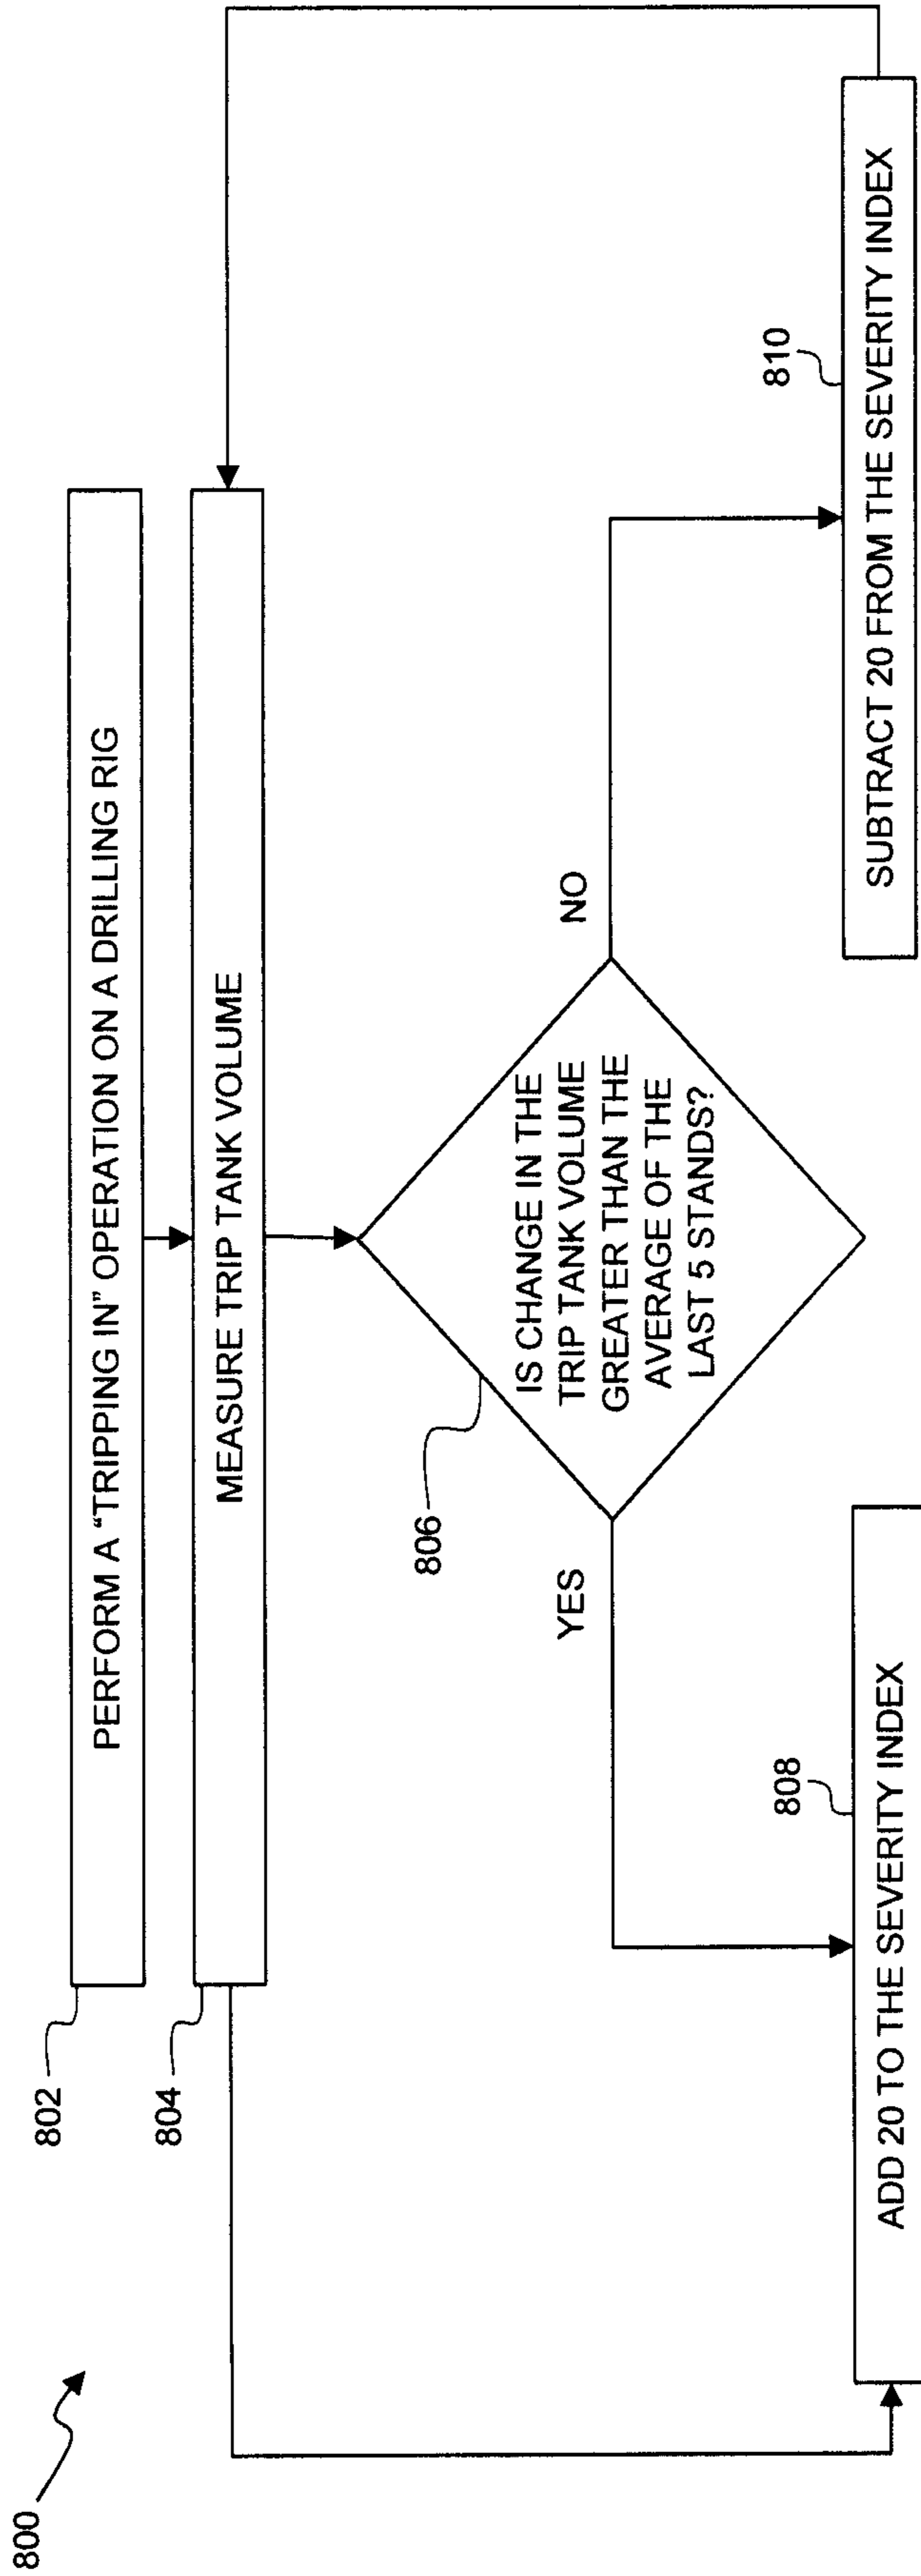 800
802
PERFORM A “TRIPPING IN” OPERATION ON A DRILLING RIG
804
MEASURE TRIP TANK VOLUME
806
IS CHANGE IN THE
TRIP TANK VOLUME
GREATER THAN THE
AVERAGE OF THE
LAST 5 STANDS?
YES
NO
808
ADD 20 TO THE SEVERITY INDEX
810
SUBTRACT 20 FROM THE SEVERITY INDEX